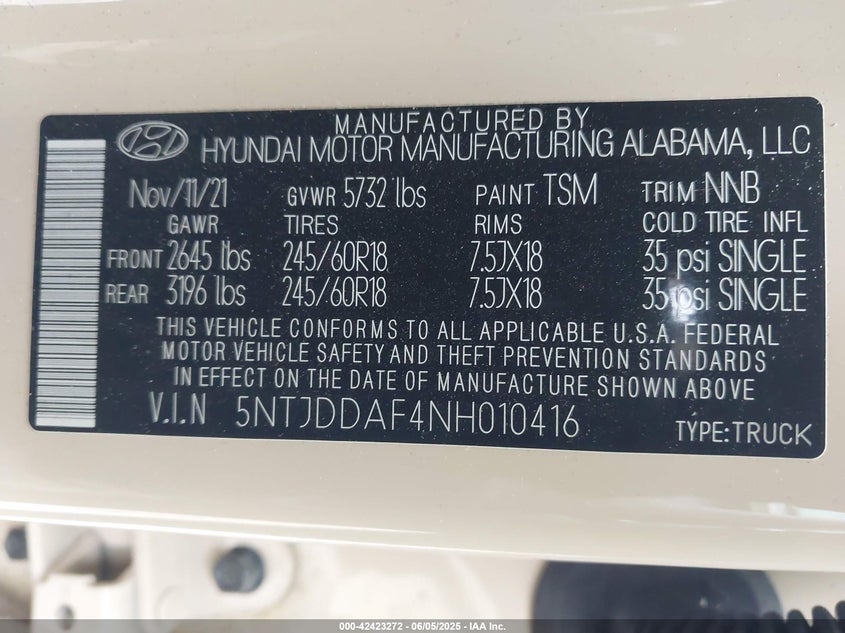 MANUFACTURED BY
HYUNDAI MOTOR MANUFACTURING ALABAMA, LLC
Nov/11/21 GVWR 5732 lbs PAINT TSM TRIM NNB
GAWR TIRES RIMS COLD TIRE INFL
FRONT 2645 lbs 245/60R18 7.5JX18 35 psi SINGLE
REAR 3196 lbs 245/60R18 7.5JX18 35 psi SINGLE
THIS VEHICLE CONFORMS TO ALL APPLICABLE U.S.A. FEDERAL
MOTOR VEHICLE SAFETY AND THEFT PREVENTION STANDARDS
IN EFFECT ON THE DATE OF MANUFACTURE SHOWN ABOVE
V.I.N 5NTJDDAF4NH010416 TYPE:TRUCK
000-42423272 - 06/05/2025 - IAA Inc.